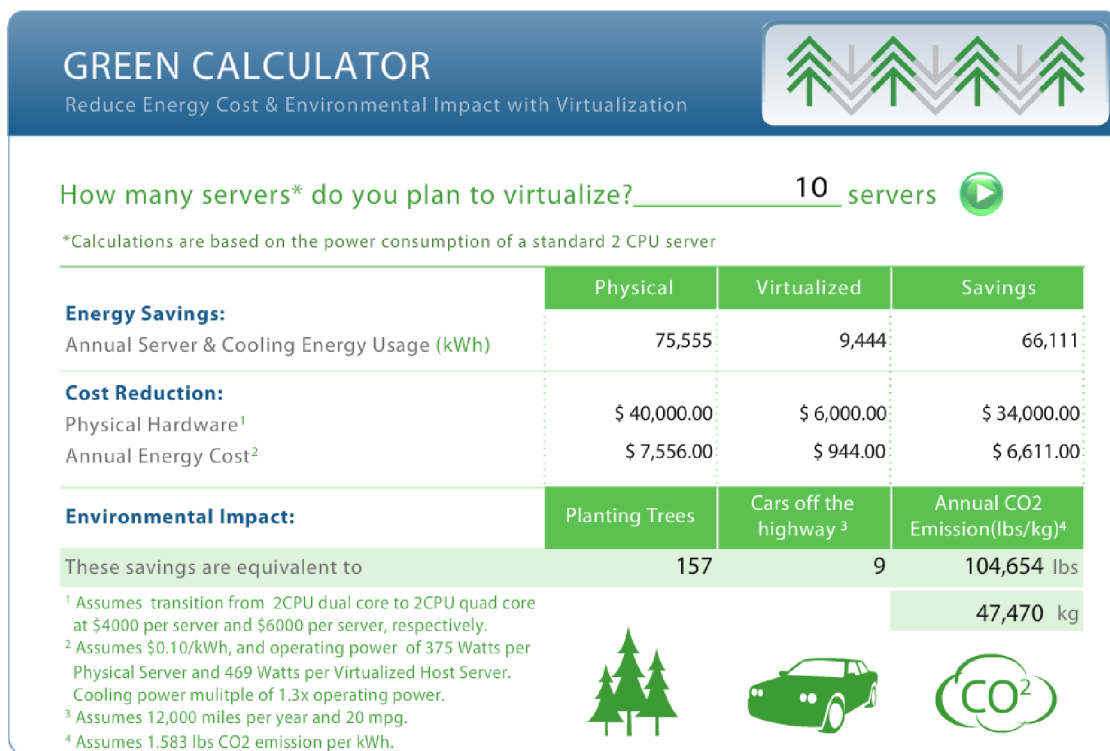 GREEN CALCULATOR
Reduce Energy Cost & Environmental Impact with Virtualization
How many servers* do you plan to virtualize? 10 servers
*Calculations are based on the power consumption of a standard 2 CPU server
Physical Virtualized Savings
Energy Savings:
Annual Server & Cooling Energy Usage (kWh) 75,555 9,444 66,111
Cost Reduction:
Physical Hardware¹ $ 40,000.00 $ 6,000.00 $ 34,000.00
Annual Energy Cost² $ 7,556.00 $ 944.00 $ 6,611.00
Environmental Impact: Planting Trees Cars off the highway ³ Annual CO2 Emission(lbs/kg)⁴
These savings are equivalent to 157 9 104,654 lbs
47,470 kg
¹ Assumes transition from 2CPU dual core to 2CPU quad core
at $4000 per server and $6000 per server, respectively.
² Assumes $0.10/kWh, and operating power of 375 Watts per
Physical Server and 469 Watts per Virtualized Host Server.
Cooling power mulitple of 1.3x operating power.
³ Assumes 12,000 miles per year and 20 mpg.
⁴ Assumes 1.583 lbs CO2 emission per kWh.
CO²